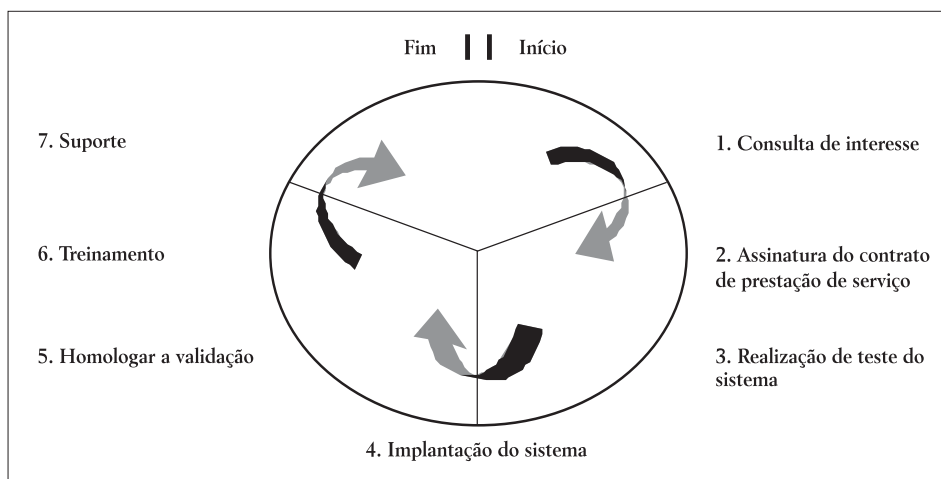 Fim Início
1. Consulta de interesse
2. Assinatura do contrato
de prestação de serviço
3. Realização de teste do
sistema
4. Implantação do sistema
5. Homologar a validação
6. Treinamento
7. Suporte